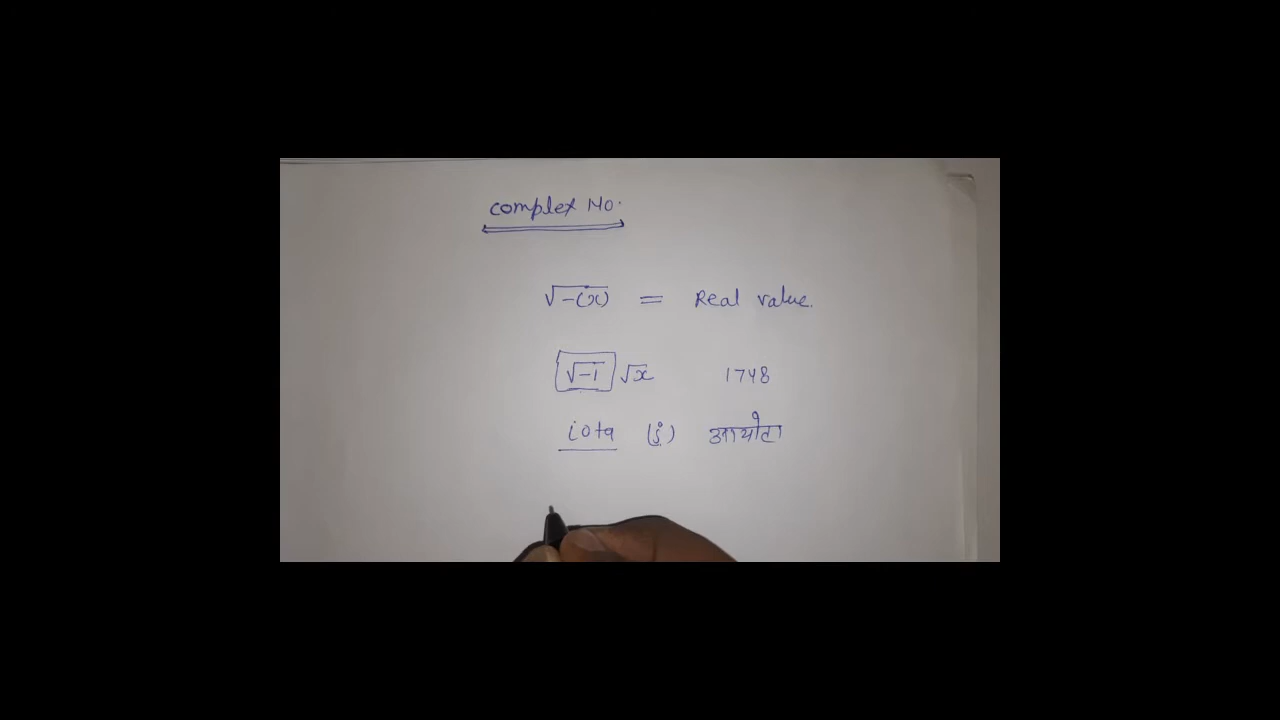 complex No.
√-(x) = Real value.
√-1 √x 1748
iota (i) आयोटा